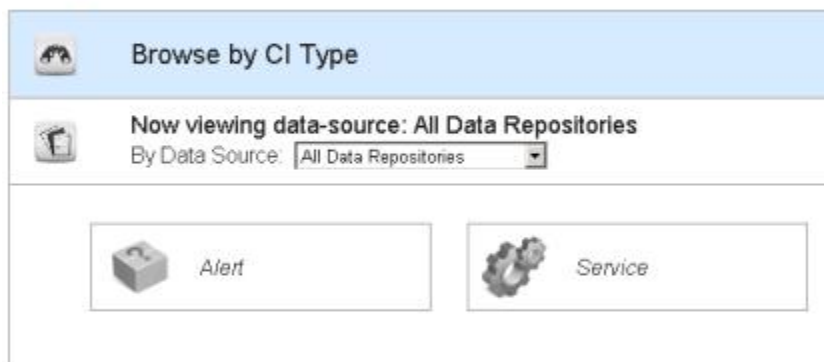 Browse by CI Type
Now viewing data-source: All Data Repositories
By Data Source: All Data Repositories
Alert Service